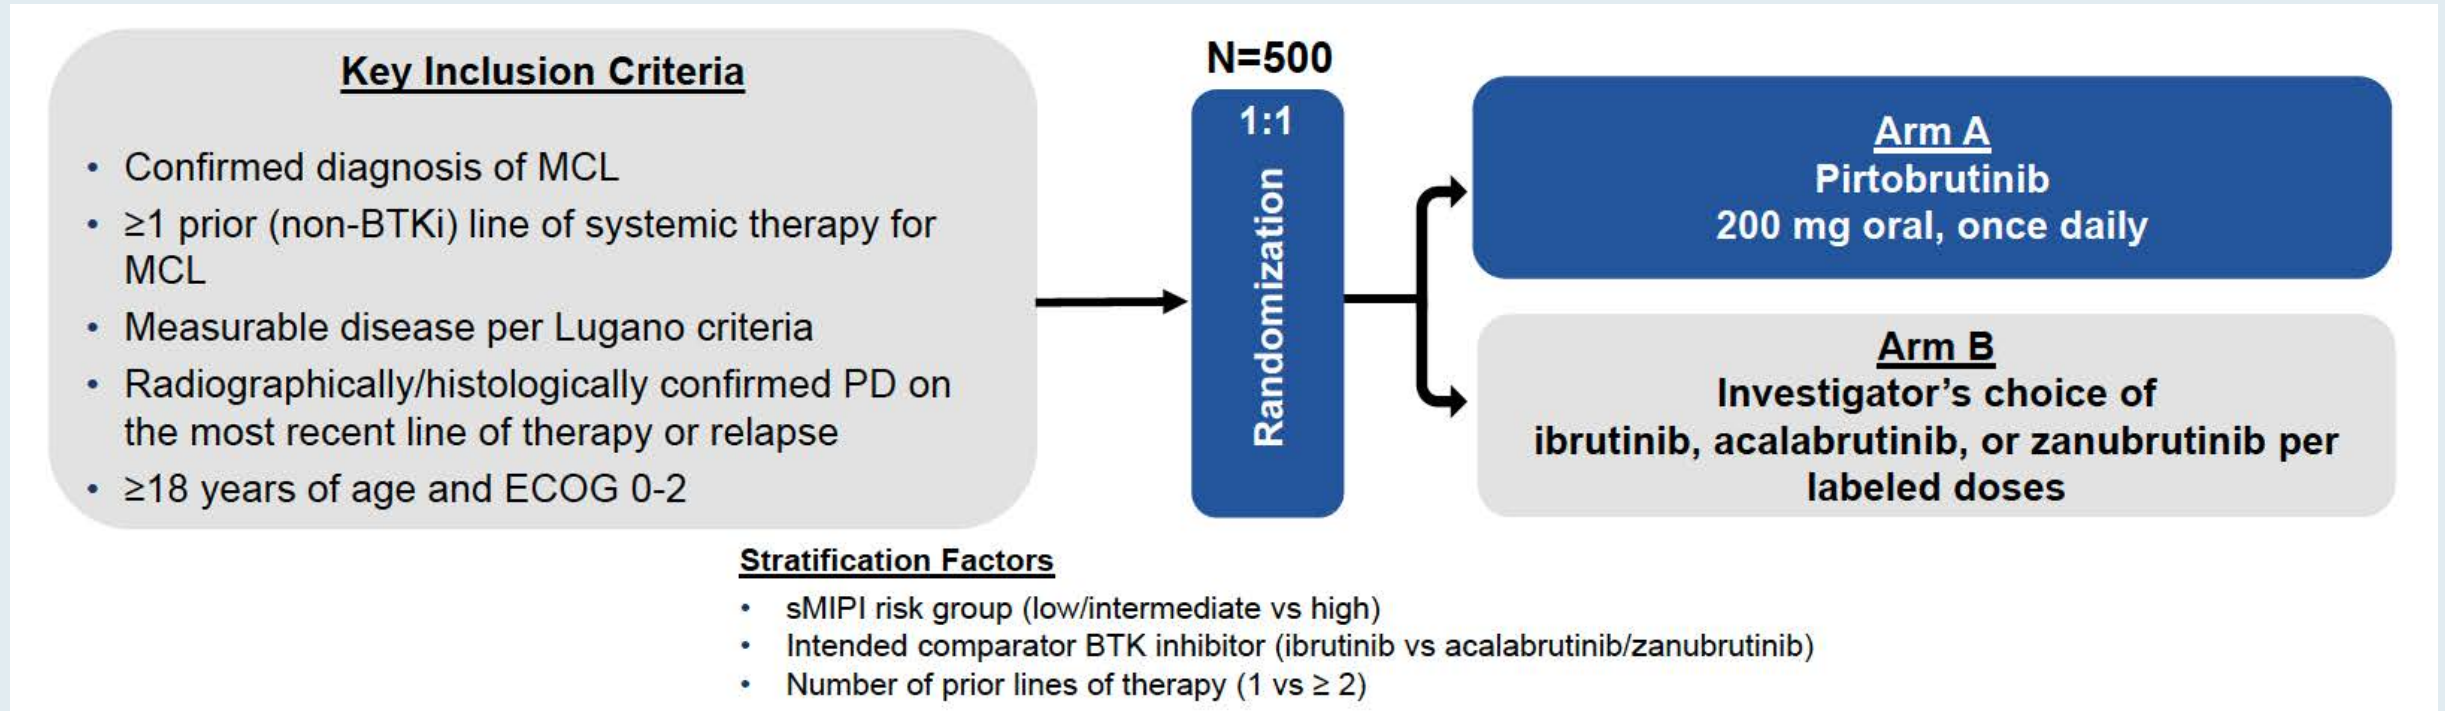 Key Inclusion Criteria
• Confirmed diagnosis of MCL
• ≥1 prior (non-BTKi) line of systemic therapy for
MCL
• Measurable disease per Lugano criteria
• Radiographically/histologically confirmed PD on
the most recent line of therapy or relapse
• ≥18 years of age and ECOG 0-2
N=500
1:1
Randomization
Arm A
Pirtobrutinib
200 mg oral, once daily
Arm B
Investigator’s choice of
ibrutinib, acalabrutinib, or zanubrutinib per
labeled doses
Stratification Factors
• sMIPI risk group (low/intermediate vs high)
• Intended comparator BTK inhibitor (ibrutinib vs acalabrutinib/zanubrutinib)
• Number of prior lines of therapy (1 vs ≥ 2)